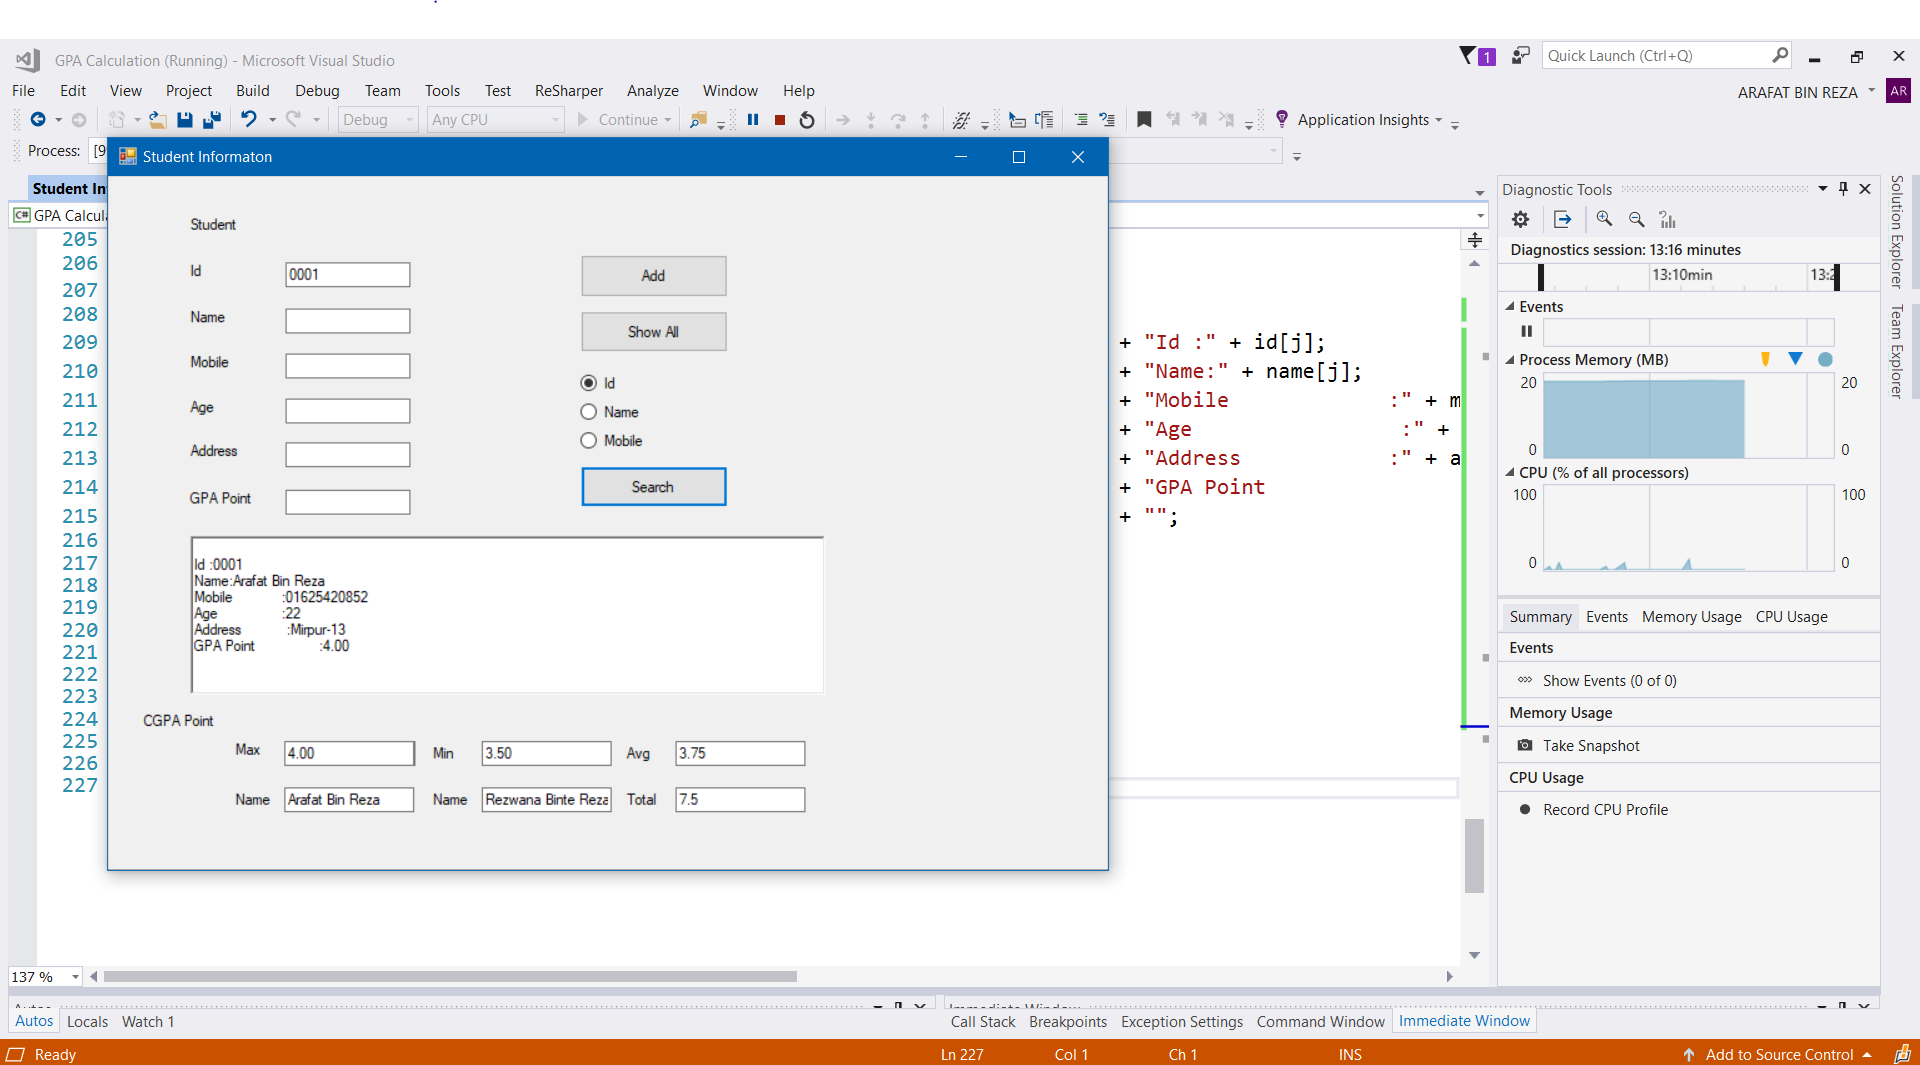 GPA Calculation (Running) - Microsoft Visual Studio
1
Quick Launch (Ctrl+Q)
File Edit View Project Build Debug Team Tools Test ReSharper Analyze Window Help
ARAFAT BIN REZA AR
Debug Any CPU Continue Application Insights
Process: [9
Student Informaton
Student In
GPA Calcula
Student
Id 0001
Name
Mobile
Age
Address
GPA Point
Add
Show All
Id
Name
Mobile
Search
Id :0001
Name:Arafat Bin Reza
Mobile :01625420852
Age :22
Address :Mirpur-13
GPA Point :4.00
CGPA Point
Max 4.00 Min 3.50 Avg 3.75
Name Arafat Bin Reza Name Rezwana Binte Reza Total 7.5
205
206
207
208
209 + "Id :" + id[j];
210 + "Name:" + name[j];
211 + "Mobile :" + m
212 + "Age :" +
213 + "Address :" + a
214 + "GPA Point
215 + "";
216
217
218
219
220
221
222
223
224
225
226
227
Diagnostic Tools
Diagnostics session: 13:16 minutes
13:10min 13:2
Events
Process Memory (MB)
20 20
0 0
CPU (% of all processors)
100 100
0 0
Summary Events Memory Usage CPU Usage
Events
Show Events (0 of 0)
Memory Usage
Take Snapshot
CPU Usage
Record CPU Profile
Solution Explorer
Team Explorer
137 %
Autos Immediate Window
Autos Locals Watch 1
Call Stack Breakpoints Exception Settings Command Window Immediate Window
Ready Ln 227 Col 1 Ch 1 INS Add to Source Control